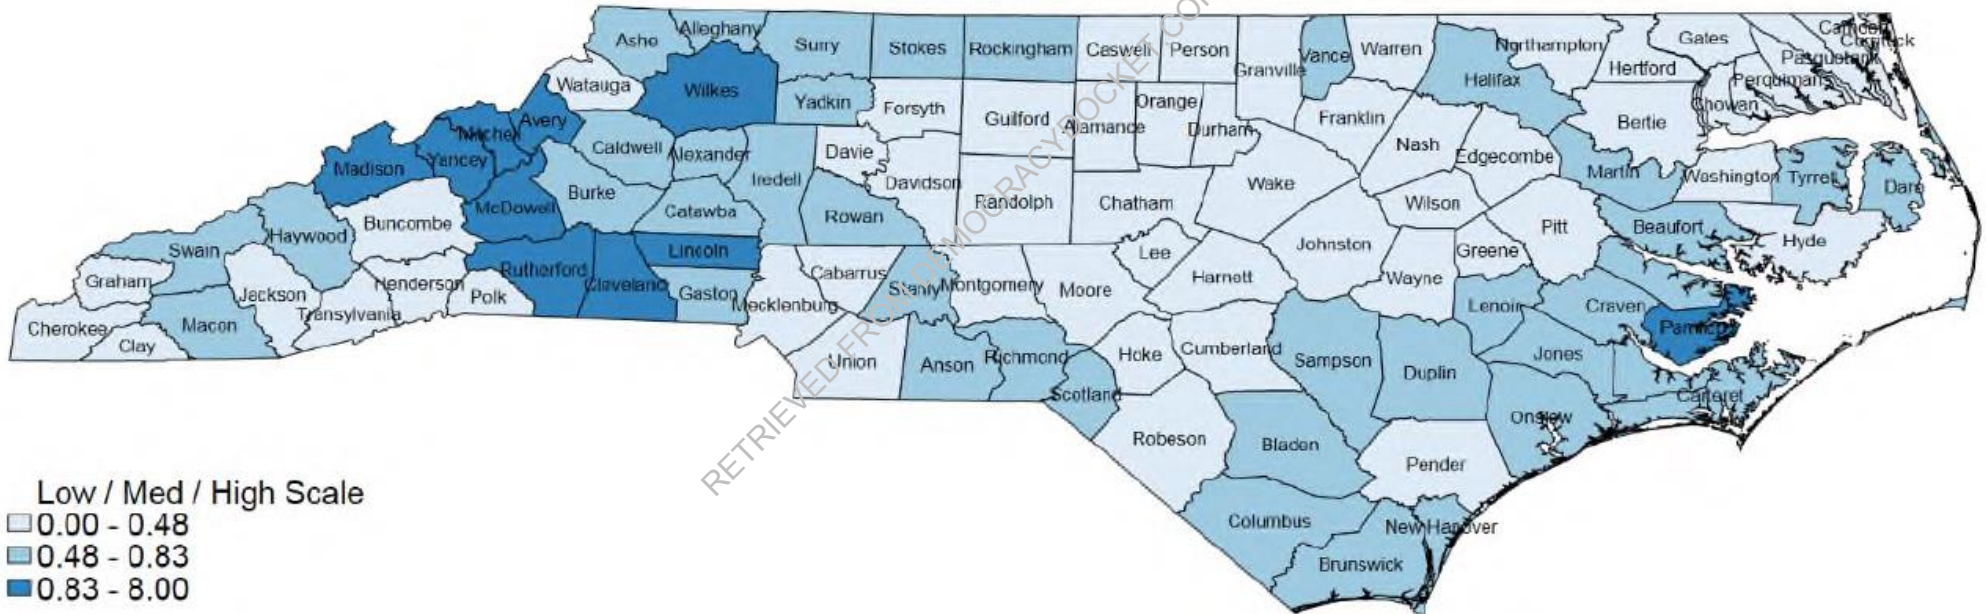 Alleghany
Ashe
Surry
Stokes
Rockingham
Caswell
Person
Vance
Warren
Northampton
Gates
Camden
Currituck
Pasquotank
Granville
Halifax
Hertford
Perquimans
Chowan
Watauga
Wilkes
Yadkin
Forsyth
Guilford
Alamance
Orange
Durham
Franklin
Bertie
Mitchell
Avery
Caldwell
Alexander
Davie
Nash
Edgecombe
Madison
Yancey
Iredell
Davidson
Wake
Martin
Washington
Tyrrell
Dare
Burke
McDowell
Catawba
Rowan
Randolph
Chatham
Wilson
Pitt
Beaufort
Hyde
Buncombe
Haywood
Swain
Lincoln
Lee
Johnston
Greene
Graham
Jackson
Henderson
Rutherford
Cleveland
Gaston
Cabarrus
Stanly
Montgomery
Moore
Harnett
Wayne
Lenoir
Craven
Polk
Transylvania
Mecklenburg
Cherokee
Clay
Macon
Pamlico
Union
Anson
Richmond
Hoke
Cumberland
Sampson
Duplin
Jones
Scotland
Carteret
Onslow
Robeson
Bladen
Pender
Columbus
New Hanover
Brunswick
RETRIEVED FROM DEMOCRACYDOCKET.COM
Low / Med / High Scale
0.00 - 0.48
0.48 - 0.83
0.83 - 8.00